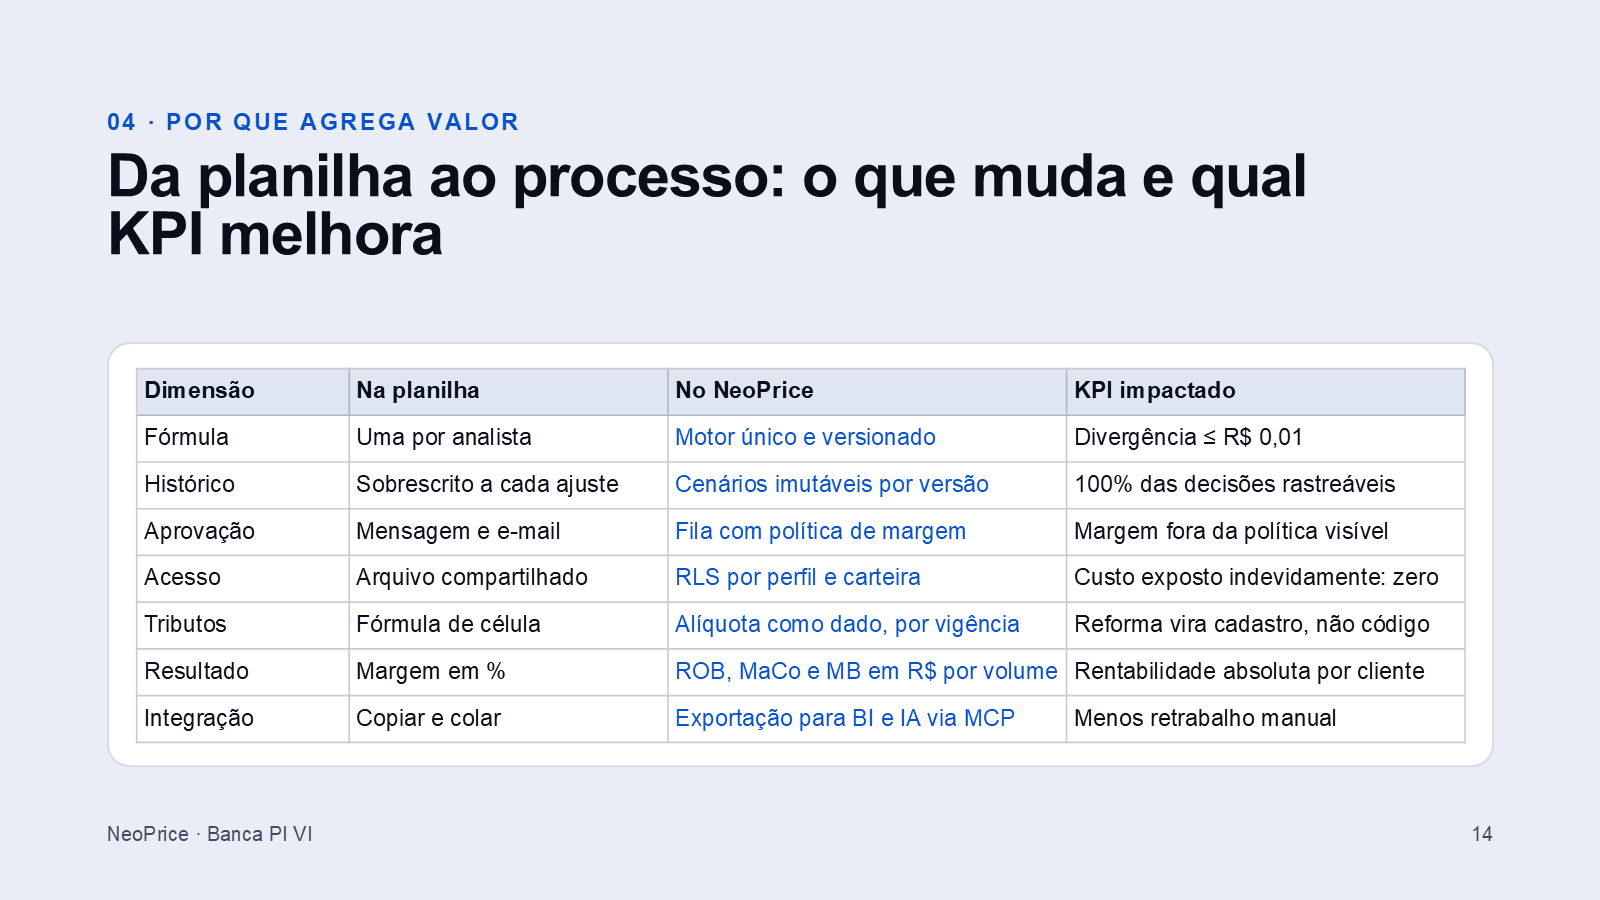 04 · POR QUE AGREGA VALOR
Da planilha ao processo: o que muda e qual
KPI melhora
Dimensão Na planilha No NeoPrice KPI impactado
Fórmula Uma por analista Motor único e versionado Divergência ≤ R$ 0,01
Histórico Sobrescrito a cada ajuste Cenários imutáveis por versão 100% das decisões rastreáveis
Aprovação Mensagem e e-mail Fila com política de margem Margem fora da política visível
Acesso Arquivo compartilhado RLS por perfil e carteira Custo exposto indevidamente: zero
Tributos Fórmula de célula Alíquota como dado, por vigência Reforma vira cadastro, não código
Resultado Margem em % ROB, MaCo e MB em R$ por volume Rentabilidade absoluta por cliente
Integração Copiar e colar Exportação para BI e IA via MCP Menos retrabalho manual
NeoPrice · Banca PI VI 14